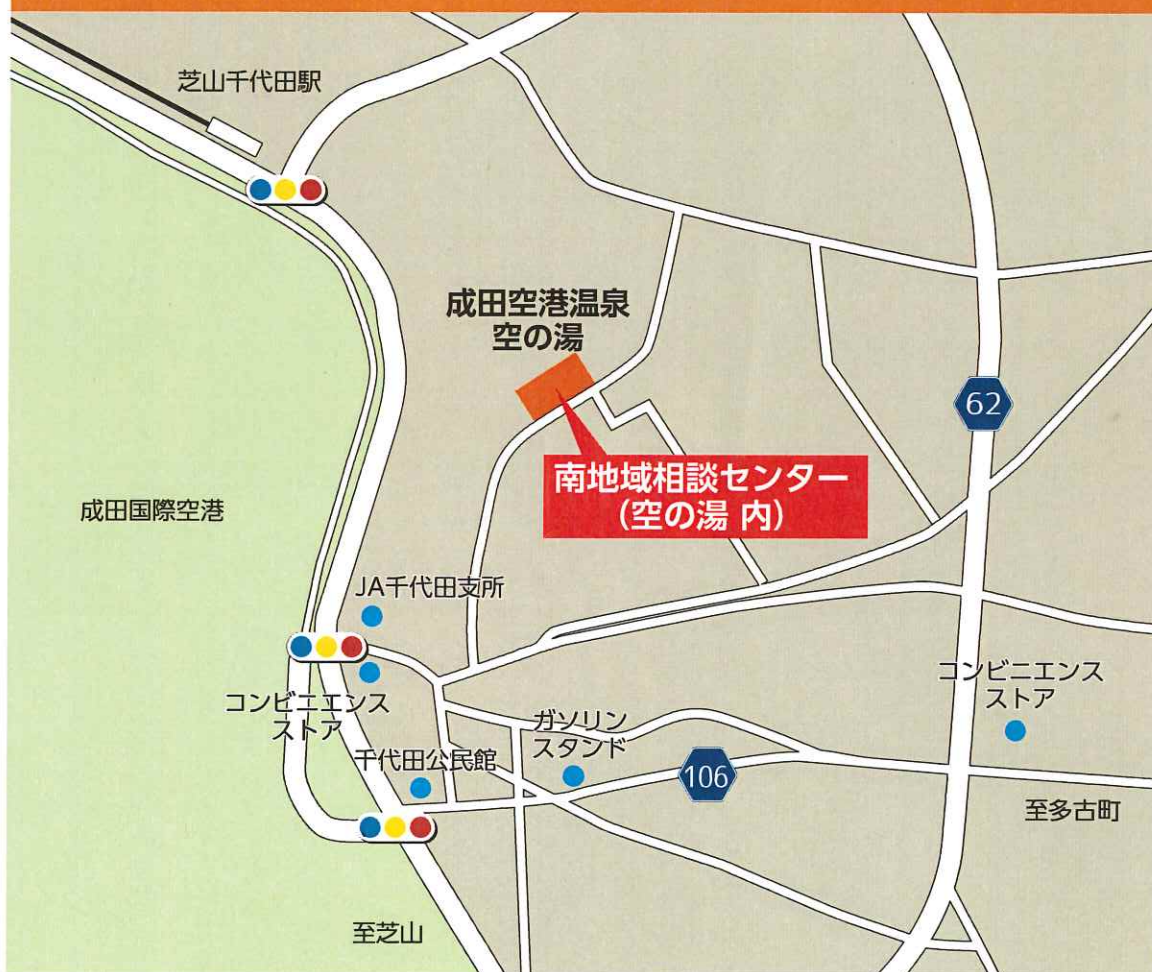 芝山千代田駅
成田空港温泉
空の湯
62
南地域相談センター
(空の湯 内)
成田国際空港
JA千代田支所
コンビニエンス
ストア
コンビニエンス
ストア
ガソリン
スタンド
千代田公民館
106
至多古町
至芝山